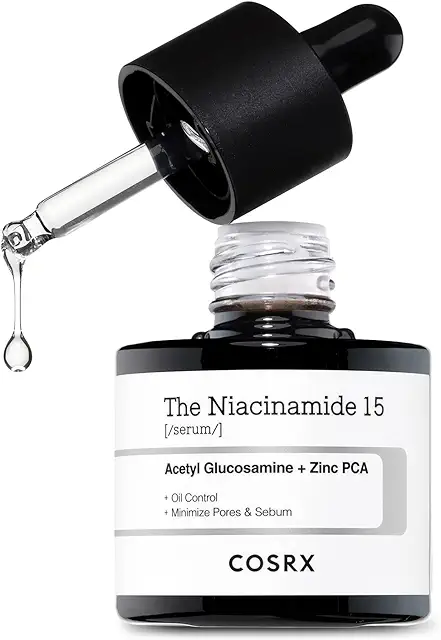 The Niacinamide 15
[/serum/]
Acetyl Glucosamine + Zinc PCA
+ Oil Control
+ Minimize Pores & Sebum
COSRX